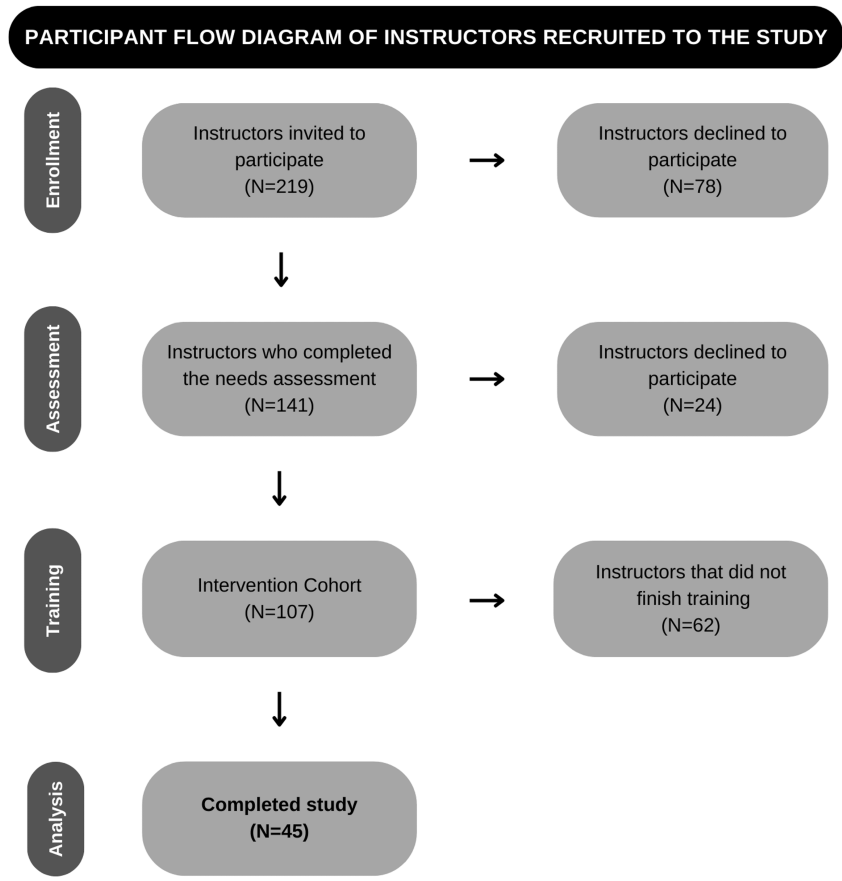 PARTICIPANT FLOW DIAGRAM OF INSTRUCTORS RECRUITED TO THE STUDY
Enrollment
Instructors invited to
participate
(N=219)
Instructors declined to
participate
(N=78)
Assessment
Instructors who completed
the needs assessment
(N=141)
Instructors declined to
participate
(N=24)
Training
Intervention Cohort
(N=107)
Instructors that did not
finish training
(N=62)
Analysis
Completed study
(N=45)